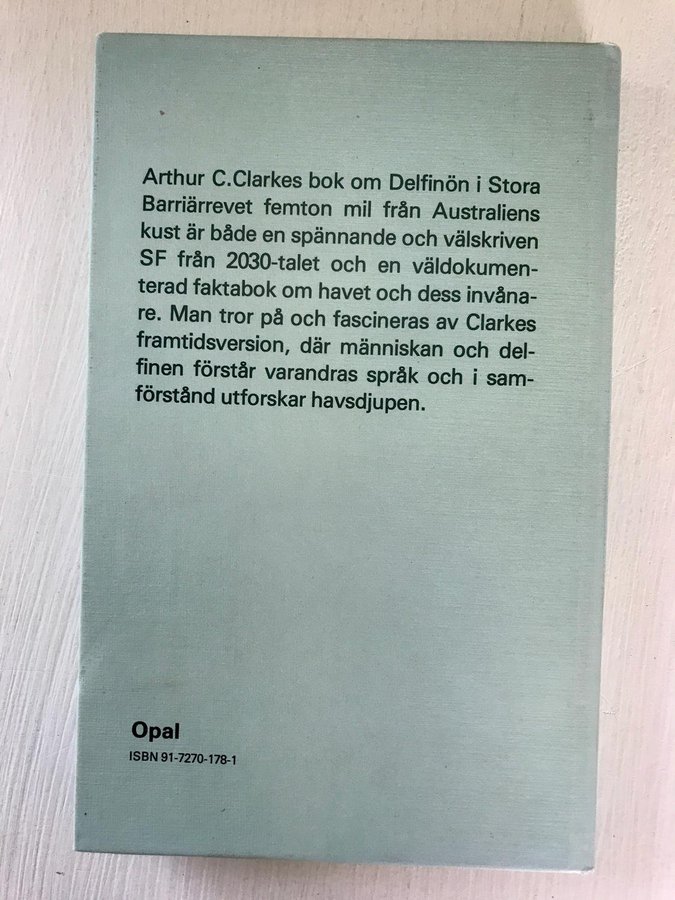 Arthur C.Clarkes bok om Delfinön i Stora
Barriärrevet femton mil från Australiens
kust är både en spännande och välskriven
SF från 2030-talet och en väldokumen-
terad faktabok om havet och dess invåna-
re. Man tror på och fascineras av Clarkes
framtidsversion, där människan och del-
finen förstår varandras språk och i sam-
förstånd utforskar havsdjupen.
Opal
ISBN 91-7270-178-1